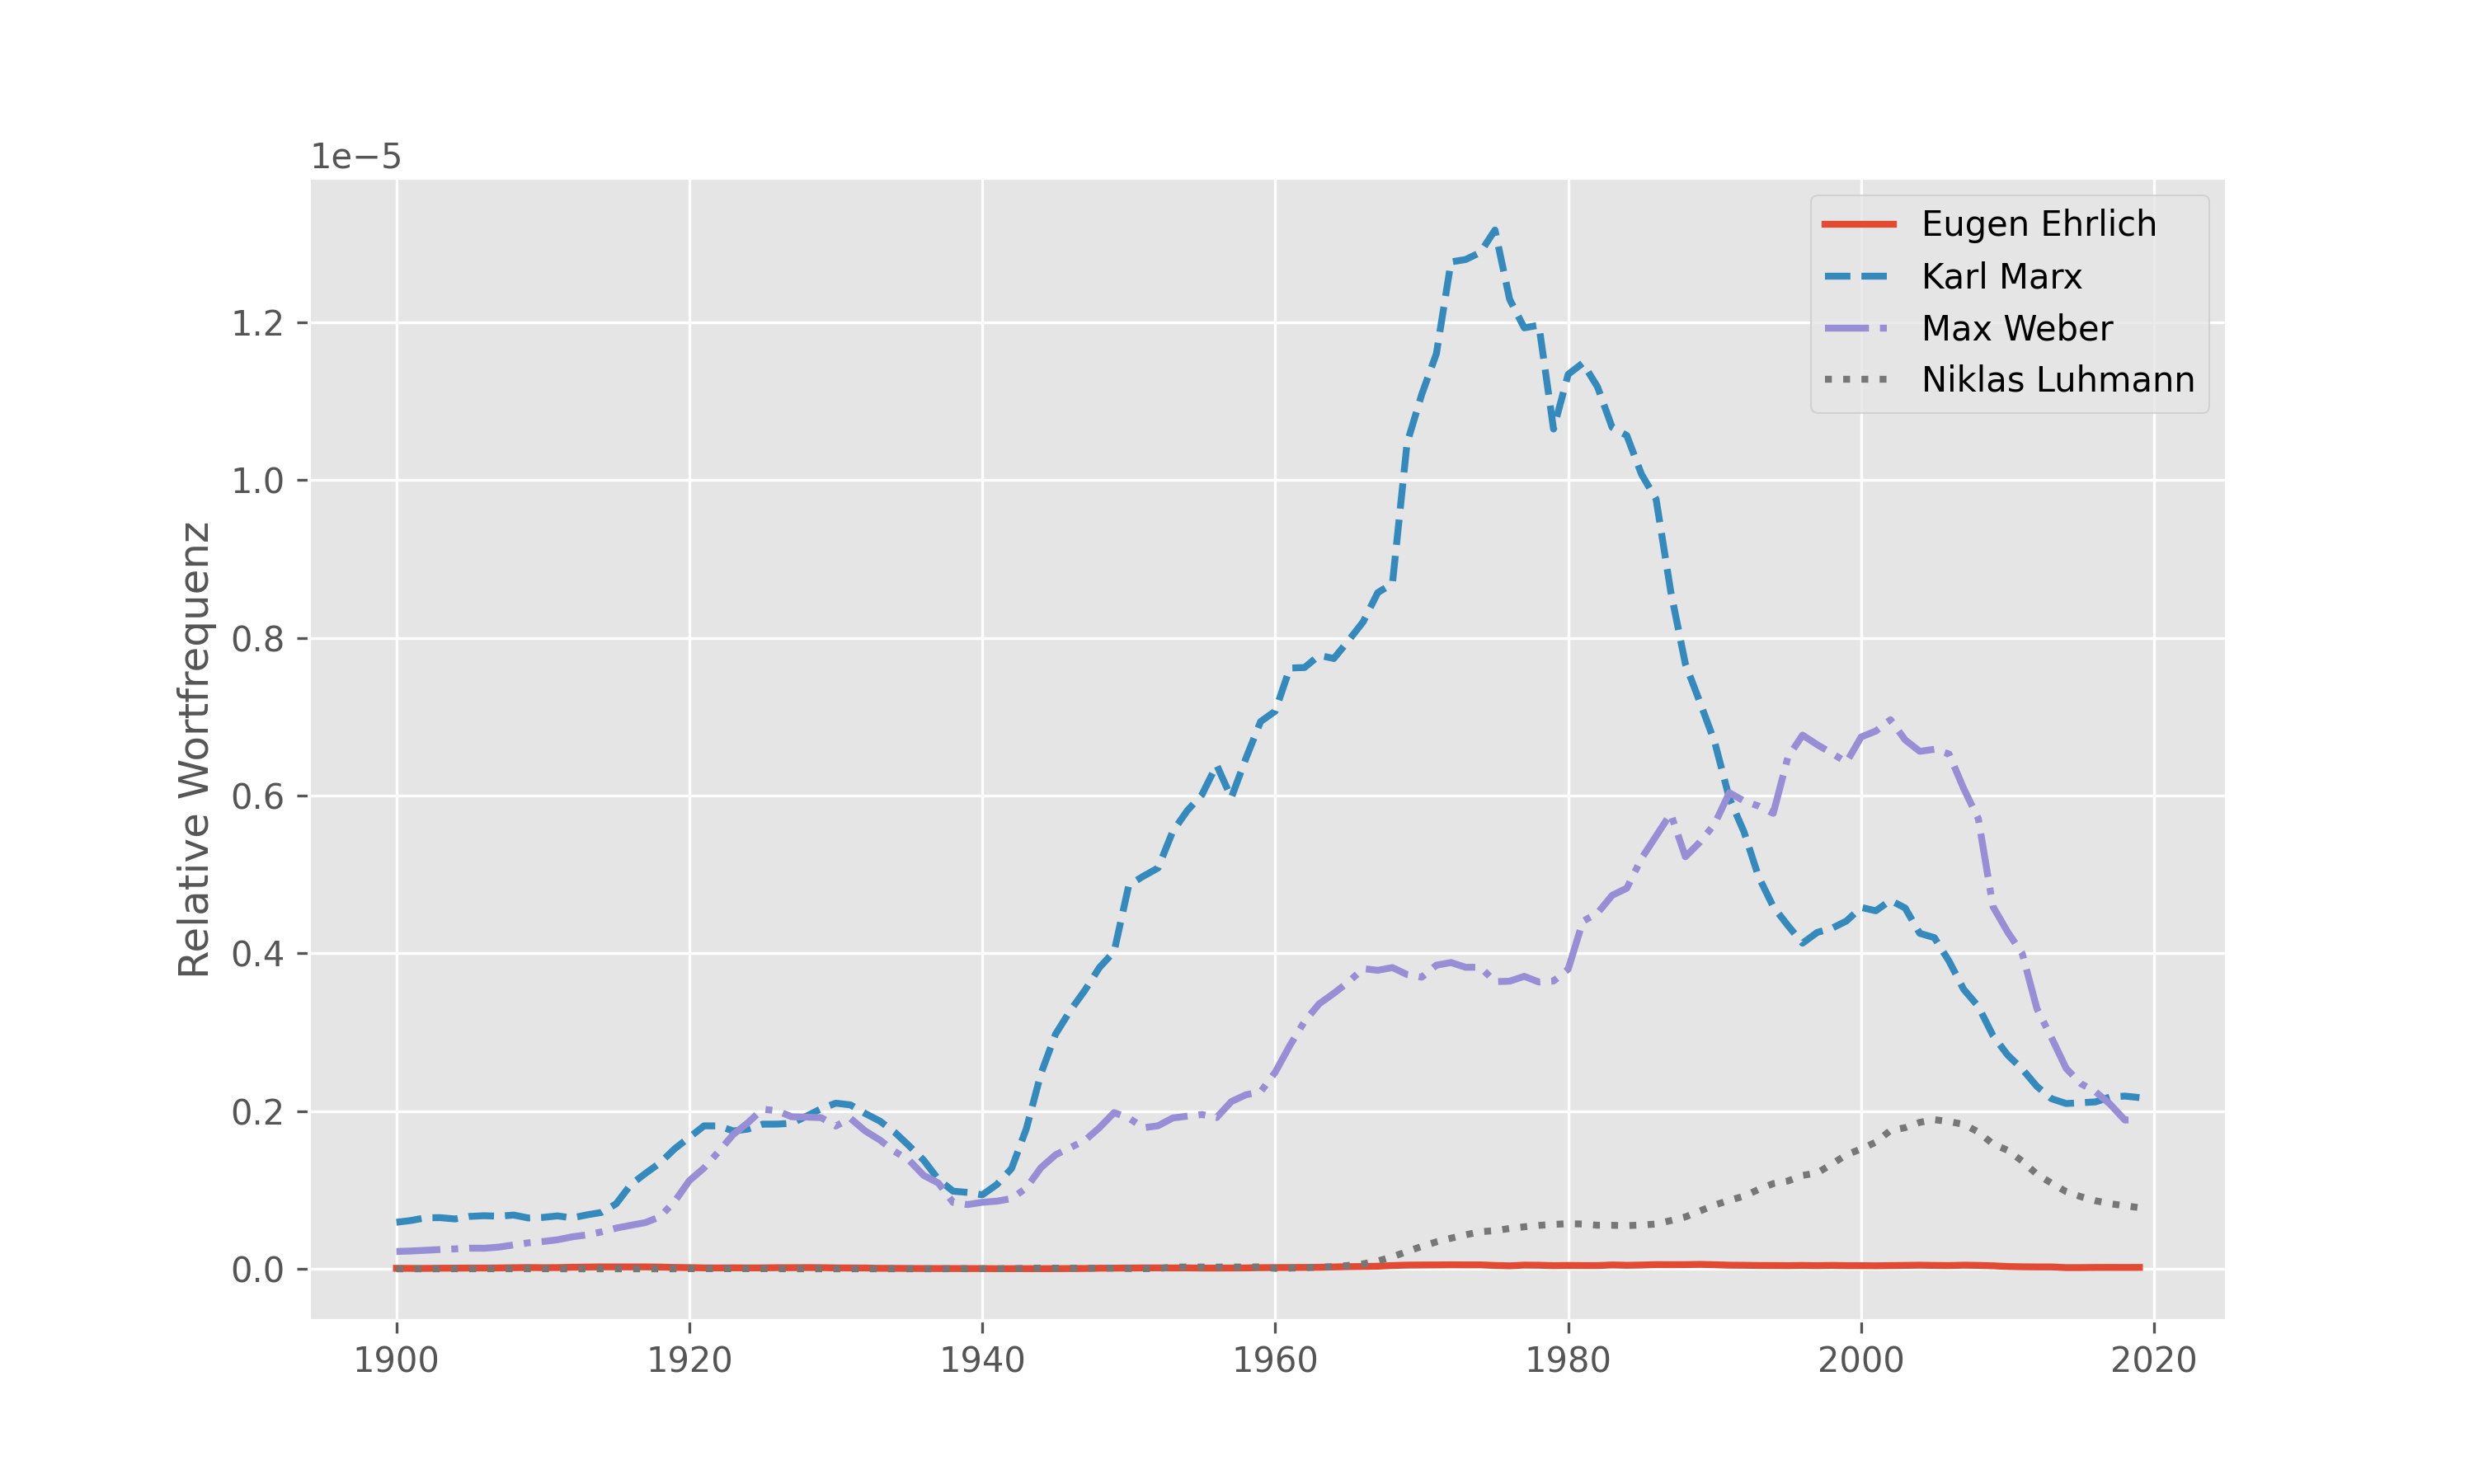 1e−5
Relative Wortfrequenz
1.2
1.0
0.8
0.6
0.4
0.2
0.0
1900 1920 1940 1960 1980 2000 2020
Eugen Ehrlich
Karl Marx
Max Weber
Niklas Luhmann